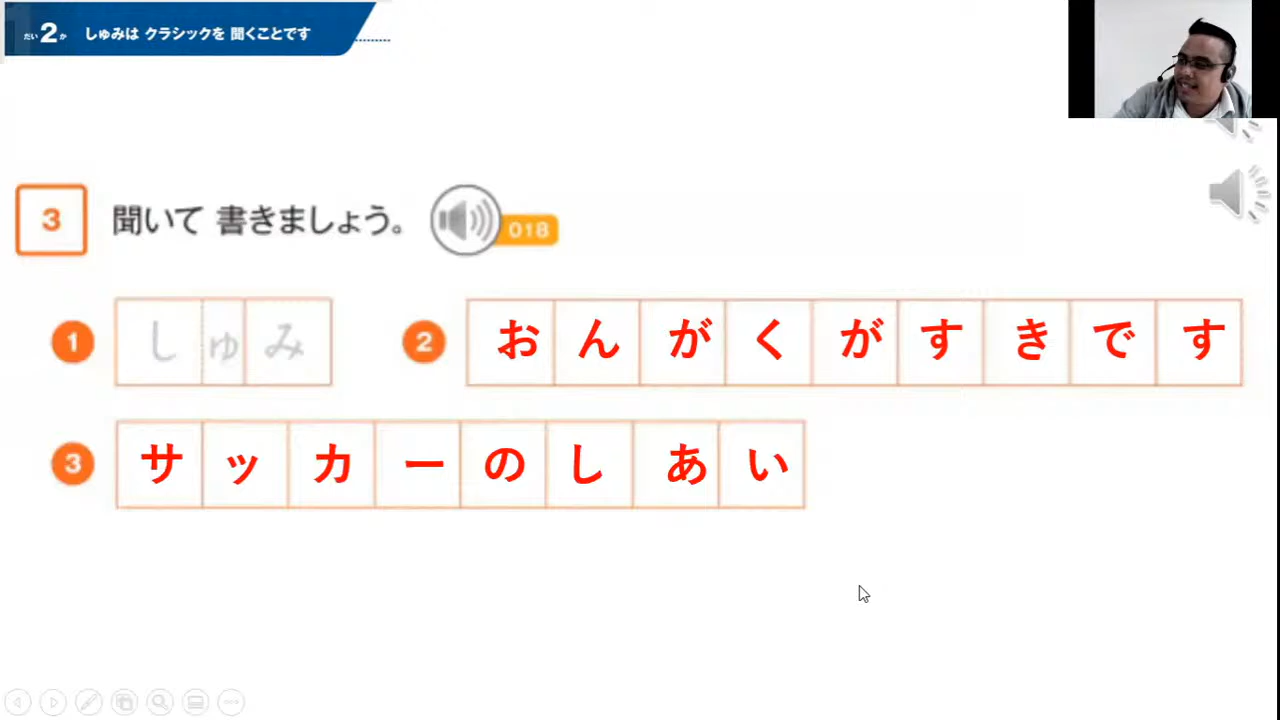 だい2か しゅみは クラシックを 聞くことです
3 聞いて 書きましょう。 018
1 しゅみ 2 おんがくがすきです
3 サッカーのしあい